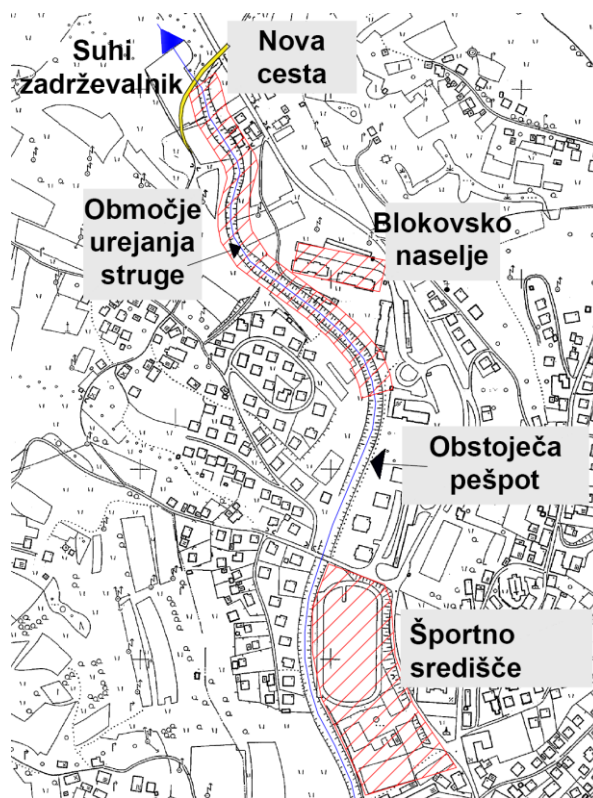 Suhi
zadrževalnik
Nova
cesta
Območje
urejanja
struge
Blokovsko
naselje
Obstoječa
pešpot
Športno
središče